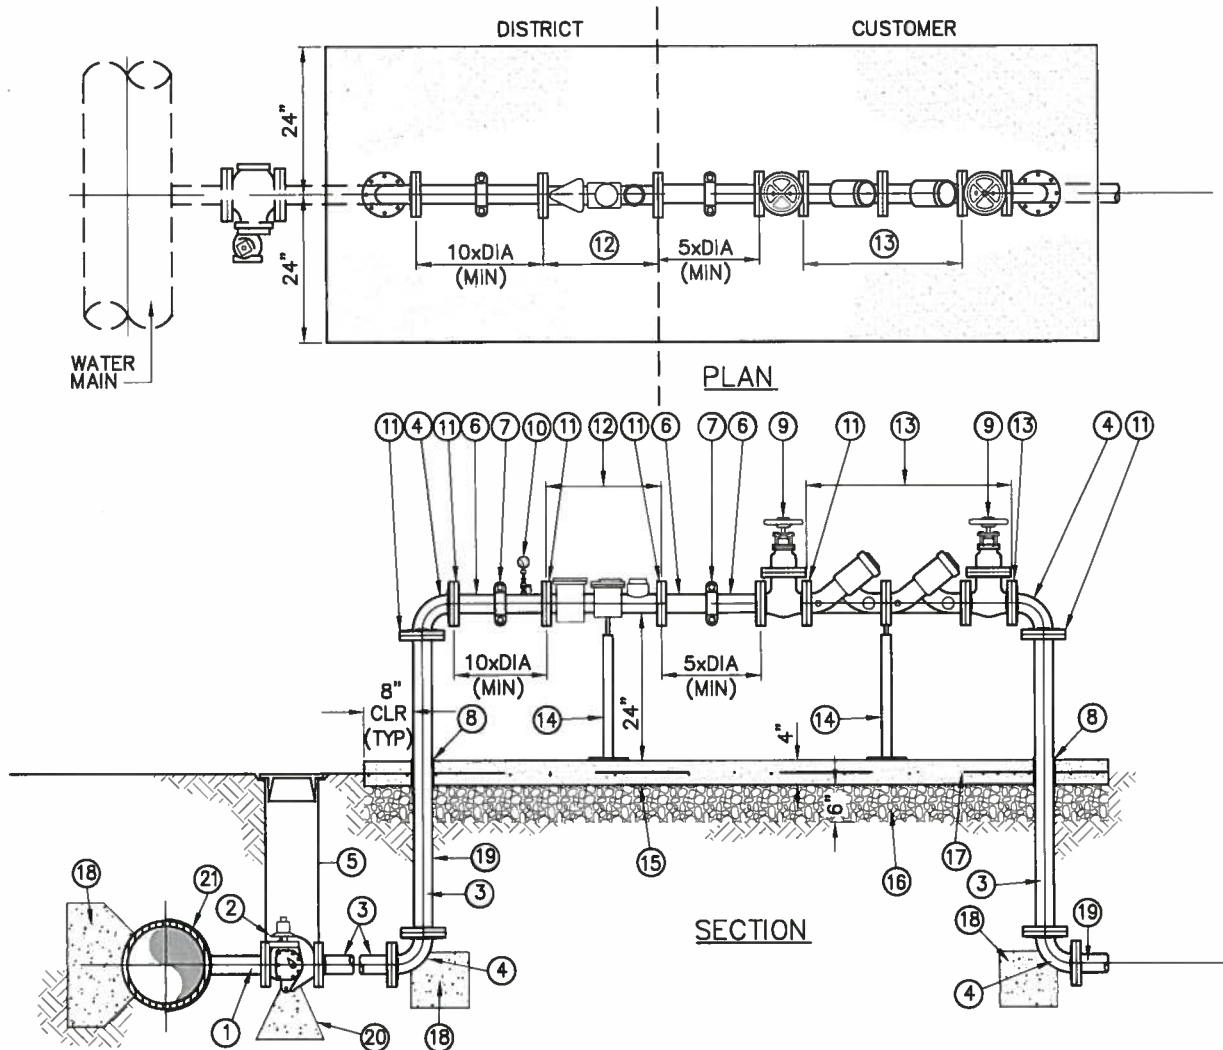 DISTRICT
CUSTOMER
24"
24"
10xDIA
(MIN)
12
5xDIA
(MIN)
13
WATER
MAIN
PLAN
11 4 11 6 7 10 11 12 11 6 7 6 9 11 13 9 13 4 11
10xDIA
(MIN)
5xDIA
(MIN)
8"
CLR
(TYP)
8
14
24"
14
4"
8
6"
5
19
15
16
17
18
21
2
3
3
3
18
19
SECTION
4
4
1
20
18